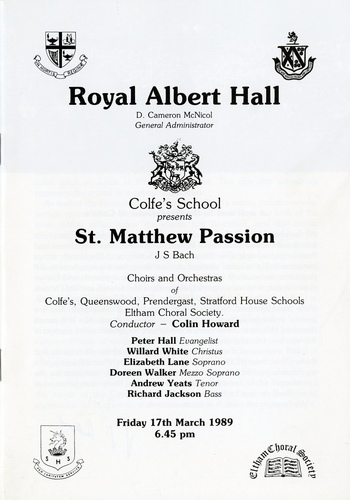 Royal Albert Hall
D. Cameron McNicol
General Administrator
Colfe's School
presents
St. Matthew Passion
J S Bach
Choirs and Orchestras
of
Colfe's, Queenswood, Prendergast, Stratford House Schools
Eltham Choral Society.
Conductor – Colin Howard
Peter Hall Evangelist
Willard White Christus
Elizabeth Lane Soprano
Doreen Walker Mezzo Soprano
Andrew Yeats Tenor
Richard Jackson Bass
Friday 17th March 1989
6.45 pm
S H S
Eltham Choral Society